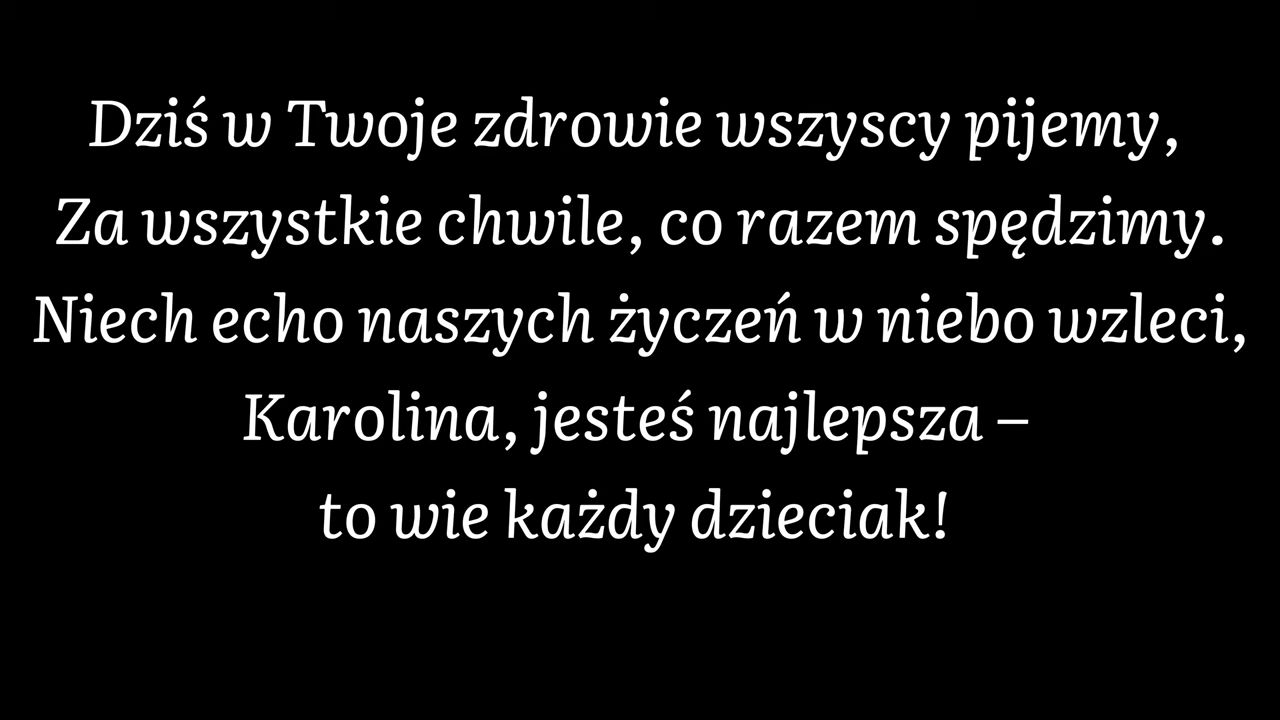 Dziś w Twoje zdrowie wszyscy pijemy,
Za wszystkie chwile, co razem spędzimy.
Niech echo naszych życzeń w niebo wzleci,
Karolina, jesteś najlepsza –
to wie każdy dzieciak!